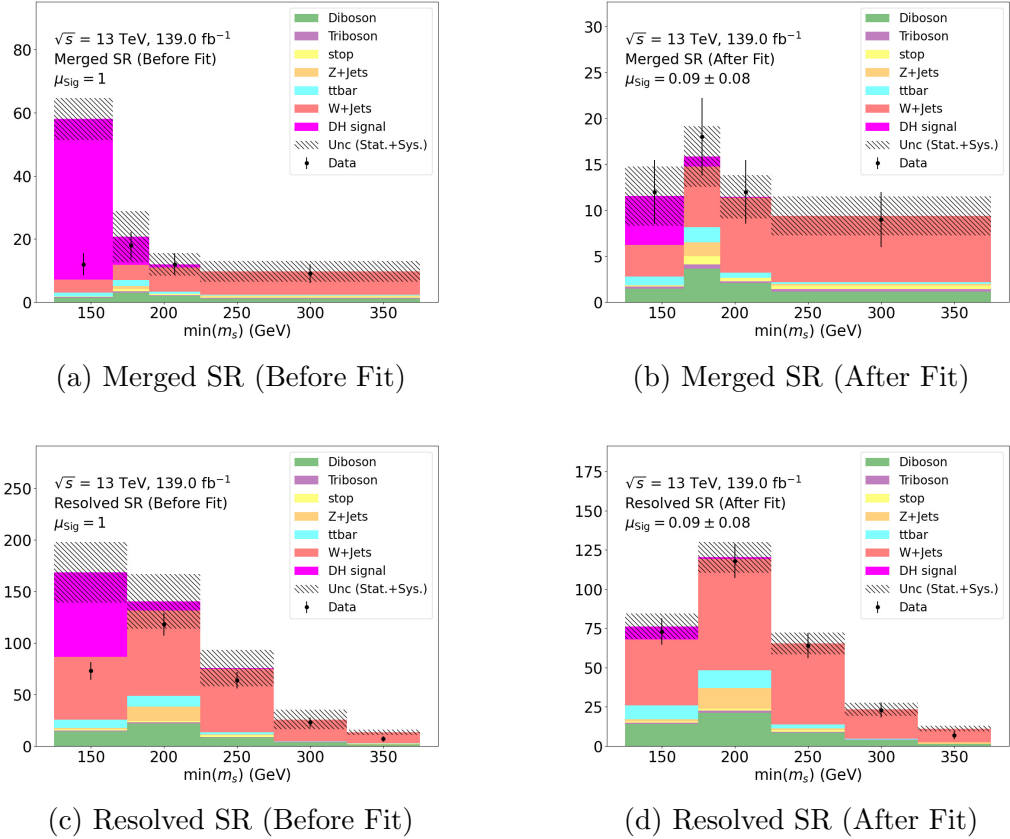 80
60
40
20
0
√s = 13 TeV, 139.0 fb⁻¹
Merged SR (Before Fit)
μSig = 1
Diboson
Triboson
stop
Z+Jets
ttbar
W+Jets
DH signal
Unc (Stat.+Sys.)
Data
150 200 250 300 350
min(mₛ) (GeV)
(a) Merged SR (Before Fit)
30
25
20
15
10
5
0
√s = 13 TeV, 139.0 fb⁻¹
Merged SR (After Fit)
μSig = 0.09 ± 0.08
Diboson
Triboson
stop
Z+Jets
ttbar
W+Jets
DH signal
Unc (Stat.+Sys.)
Data
150 200 250 300 350
min(mₛ) (GeV)
(b) Merged SR (After Fit)
250
200
150
100
50
0
√s = 13 TeV, 139.0 fb⁻¹
Resolved SR (Before Fit)
μSig = 1
Diboson
Triboson
stop
Z+Jets
ttbar
W+Jets
DH signal
Unc (Stat.+Sys.)
Data
150 200 250 300 350
min(mₛ) (GeV)
(c) Resolved SR (Before Fit)
175
150
125
100
75
50
25
0
√s = 13 TeV, 139.0 fb⁻¹
Resolved SR (After Fit)
μSig = 0.09 ± 0.08
Diboson
Triboson
stop
Z+Jets
ttbar
W+Jets
DH signal
Unc (Stat.+Sys.)
Data
150 200 250 300 350
min(mₛ) (GeV)
(d) Resolved SR (After Fit)